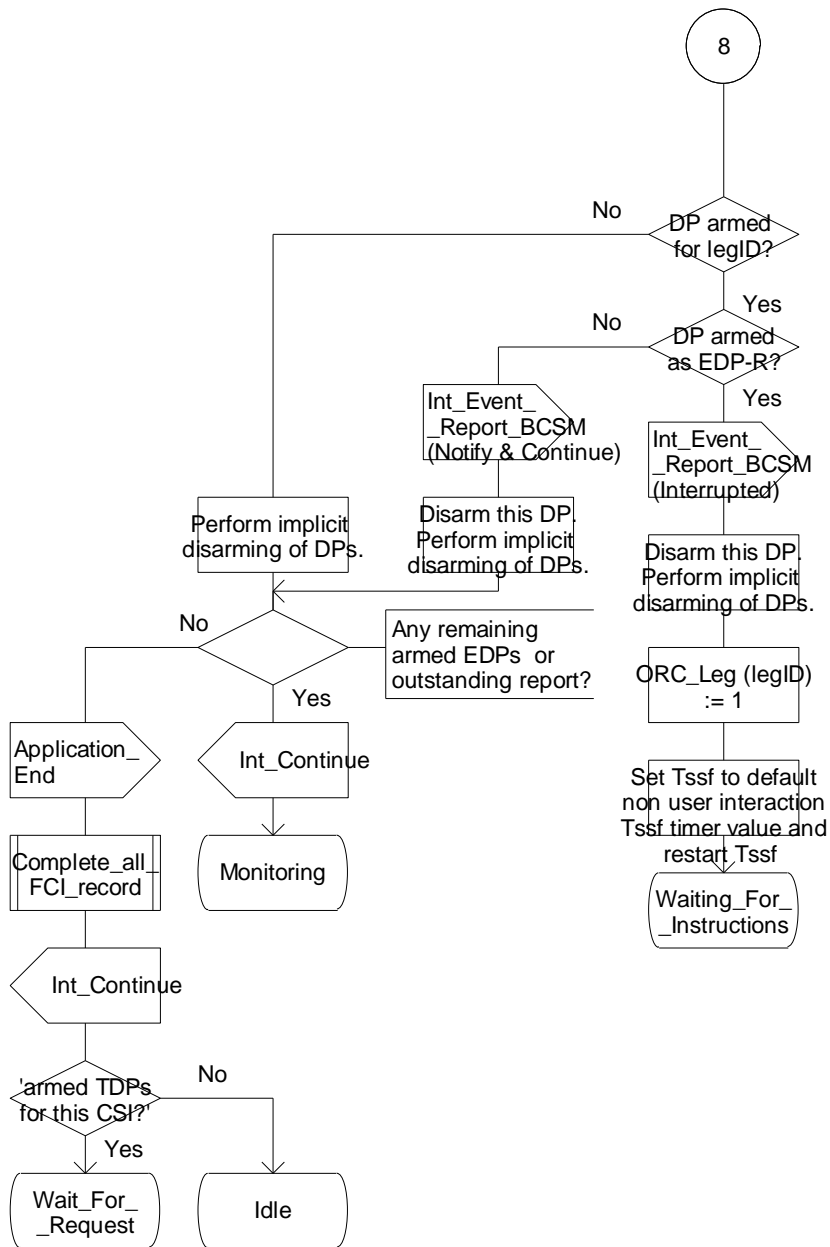 8
No
DP armed
for legID?
Yes
No
DP armed
as EDP-R?
Yes
Int_Event_
_Report_BCSM
(Notify & Continue)
Int_Event_
_Report_BCSM
(Interrupted)
Perform implicit
disarming of DPs.
Disarm this DP.
Perform implicit
disarming of DPs.
Disarm this DP.
Perform implicit
disarming of DPs.
No
Any remaining
armed EDPs or
outstanding report?
Yes
ORC_Leg (legID)
:= 1
Application_
End
Int_Continue
Set Tssf to default
non user interaction
Tssf timer value and
restart Tssf
Complete_all_
FCI_record
Monitoring
Waiting_For_
_Instructions
Int_Continue
'armed TDPs
for this CSI?'
No
Yes
Wait_For_
_Request
Idle